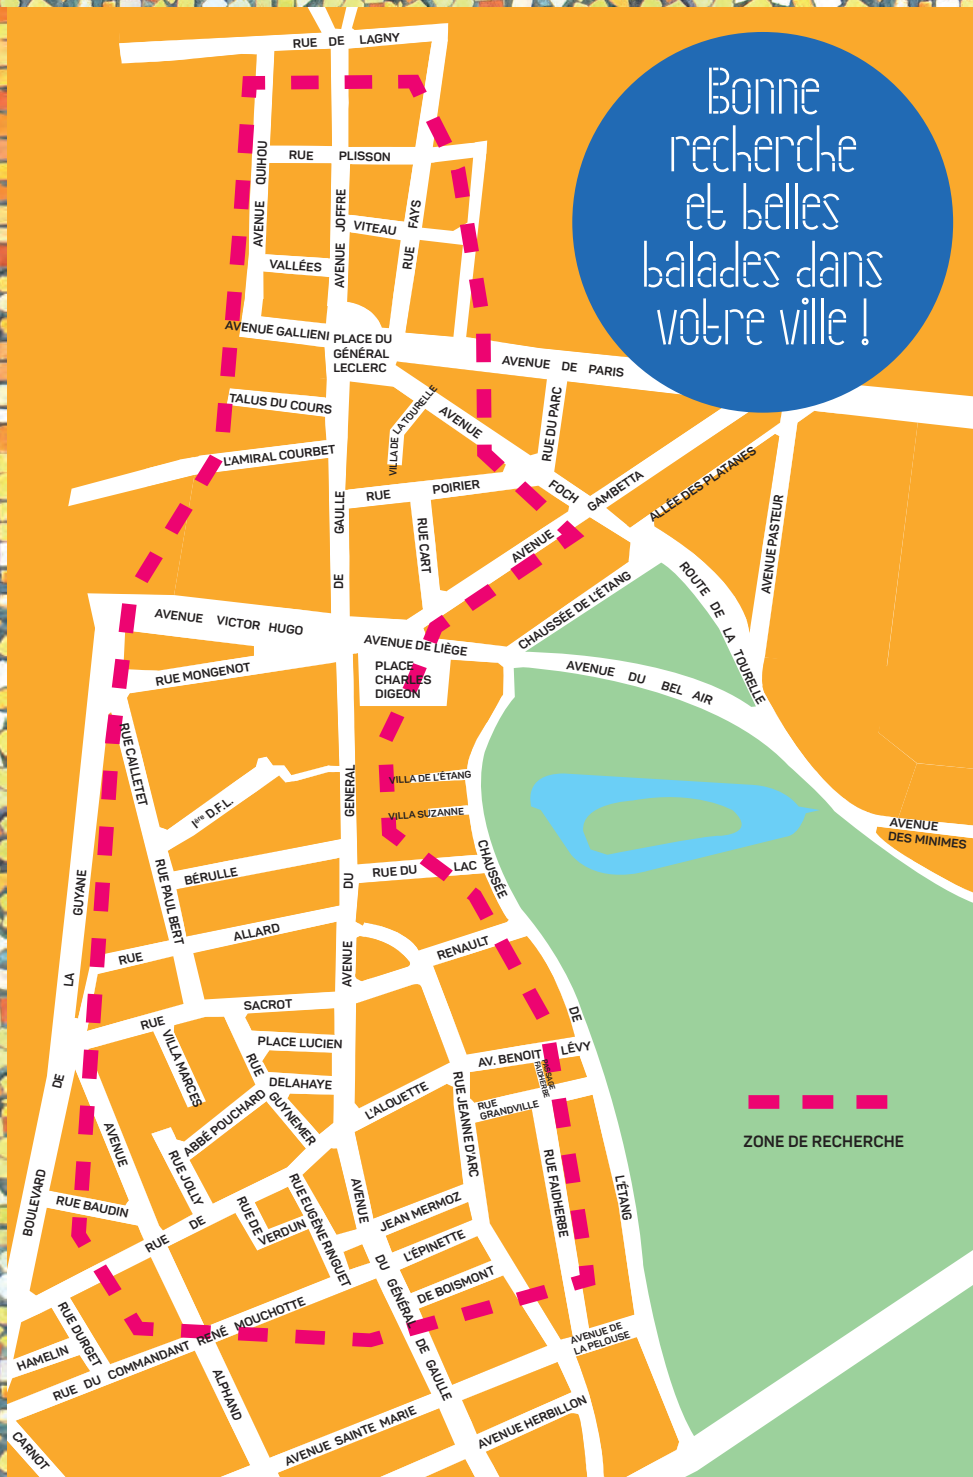 RUE DE LAGNY
Bonne
recherche
et belles
balades dans
votre ville !
AVENUE QUIHOU
RUE PLISSON
AVENUE JOFFRE
VITEAU
RUE FAYS
VALLÉES
AVENUE GALLIENI
PLACE DU
GÉNÉRAL
LECLERC
AVENUE DE PARIS
TALUS DU COURS
VILLA DE LA TOURELLE
AVENUE FOCH
RUE DU PARC
L'AMIRAL COURBET
RUE POIRIER
AVENUE GAMBETTA
ALLÉE DES PLATANES
AVENUE PASTEUR
RUE CART
AVENUE DU GENERAL DE GAULLE
CHAUSSÉE DE L'ÉTANG
ROUTE DE LA TOURELLE
AVENUE VICTOR HUGO
AVENUE DE LIÈGE
RUE MONGENOT
PLACE
CHARLES
DIGEON
AVENUE DU BEL AIR
RUE CAILLETET
VILLA DE L'ÉTANG
1ère D.F.L.
VILLA SUZANNE
AVENUE
DES MINIMES
RUE PAUL BERT
BÉRULLE
RUE DU LAC
CHAUSSÉE DE L'ÉTANG
BOULEVARD DE LA GUYANE
RUE ALLARD
RENAULT
RUE SACROT
VILLA MARCES
PLACE LUCIEN
DELAHAYE
RUE GUYNEMER
AV. BENOIT LÉVY
PASSAGE
FAIDHERBE
RUE
GRANDVILLE
RUE JEANNE D'ARC
RUE DE L'ALOUETTE
ABBÉ POUCHARD
RUE JOLLY
AVENUE ALPHAND
RUE BAUDIN
RUE DE
VERDUN
RUE EUGÈNE RINGUET
AVENUE DU GÉNÉRAL DE GAULLE
JEAN MERMOZ
L'ÉPINETTE
DE BOISMONT
RUE FAIDHERBE
ZONE DE RECHERCHE
RUE DURGET
HAMELIN
RUE DU COMMANDANT RENÉ MOUCHOTTE
AVENUE DE
LA PELOUSE
CARNOT
AVENUE SAINTE MARIE
AVENUE HERBILLON